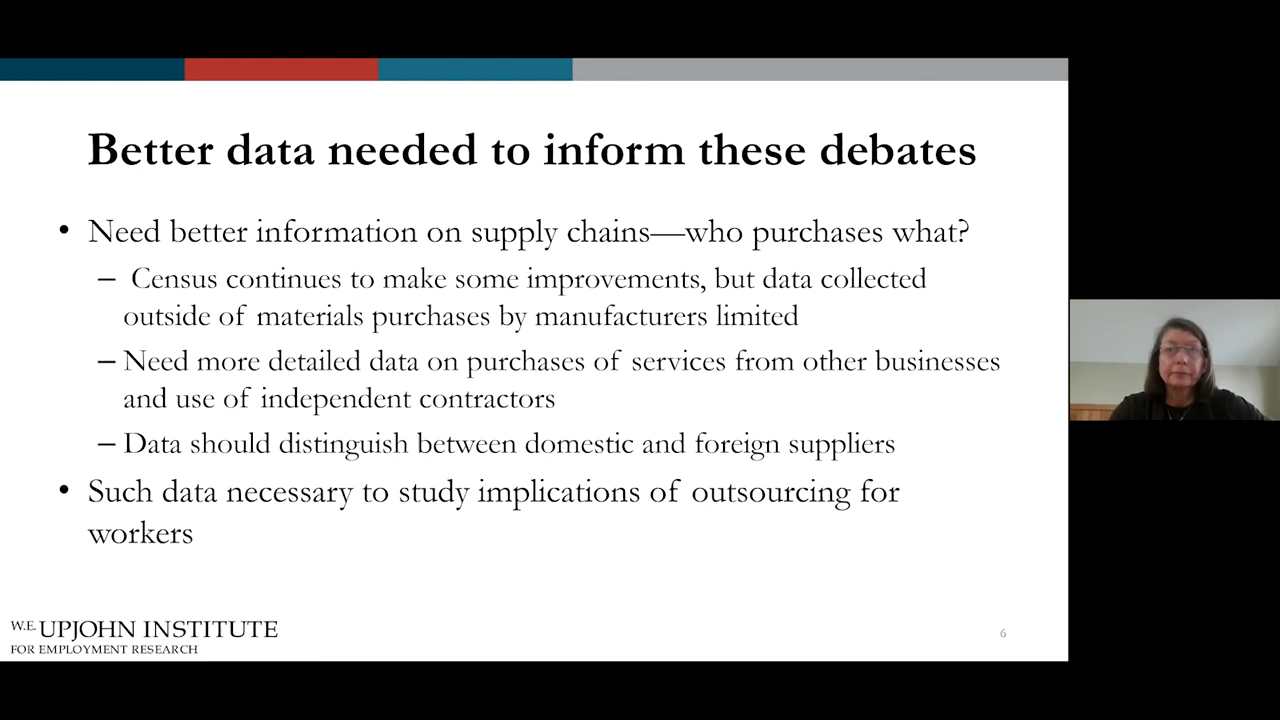 Better data needed to inform these debates
• Need better information on supply chains—who purchases what?
– Census continues to make some improvements, but data collected
outside of materials purchases by manufacturers limited
– Need more detailed data on purchases of services from other businesses
and use of independent contractors
– Data should distinguish between domestic and foreign suppliers
• Such data necessary to study implications of outsourcing for
workers
W.E. UPJOHN INSTITUTE
FOR EMPLOYMENT RESEARCH
6